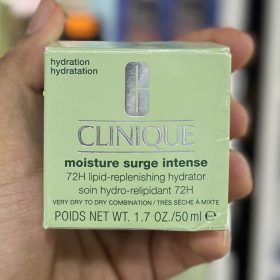 hydration
hydratation
CLINIQUE
moisture surge intense
72H lipid-replenishing hydrator
soin hydro-relipidant 72H
VERY DRY TO DRY COMBINATION / TRÈS SÈCHE À MIXTE
POIDS NET WT. 1.7 OZ./50 ml e